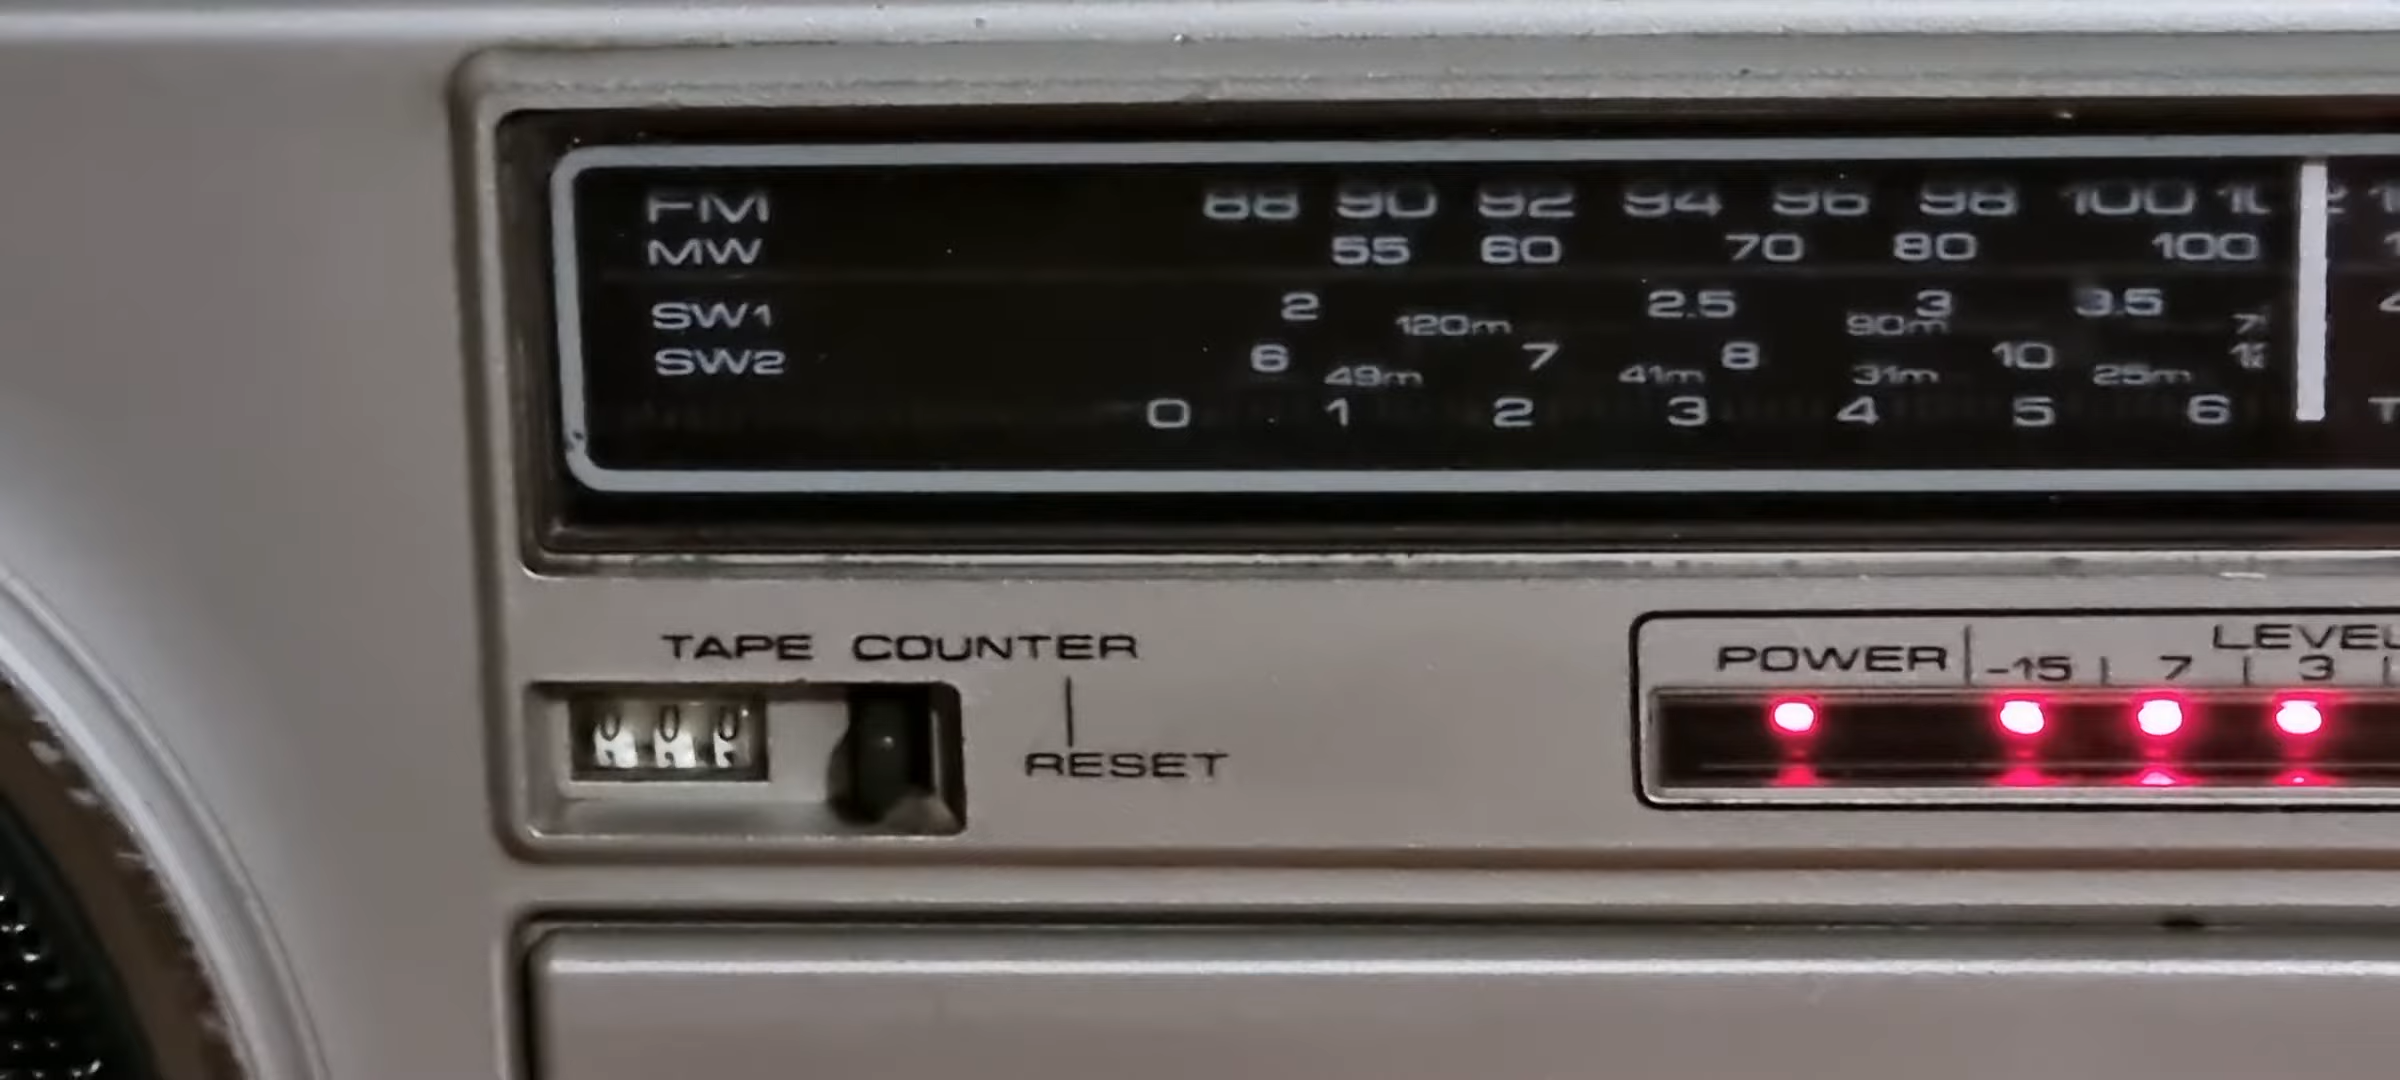 FM 88 90 92 94 96 98 100
MW 55 60 70 80 100
SW1 2 120m 2.5 90m 3 3.5
SW2 6 49m 7 41m 8 31m 10 25m
0 1 2 3 4 5 6
TAPE COUNTER
RESET
000
LEVEL
POWER -15 7 3